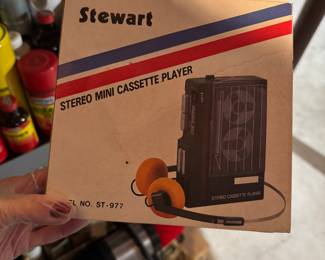 Stewart
STEREO MINI CASSETTE PLAYER
STEREO CASSETTE PLAYER
EL NO. ST-977